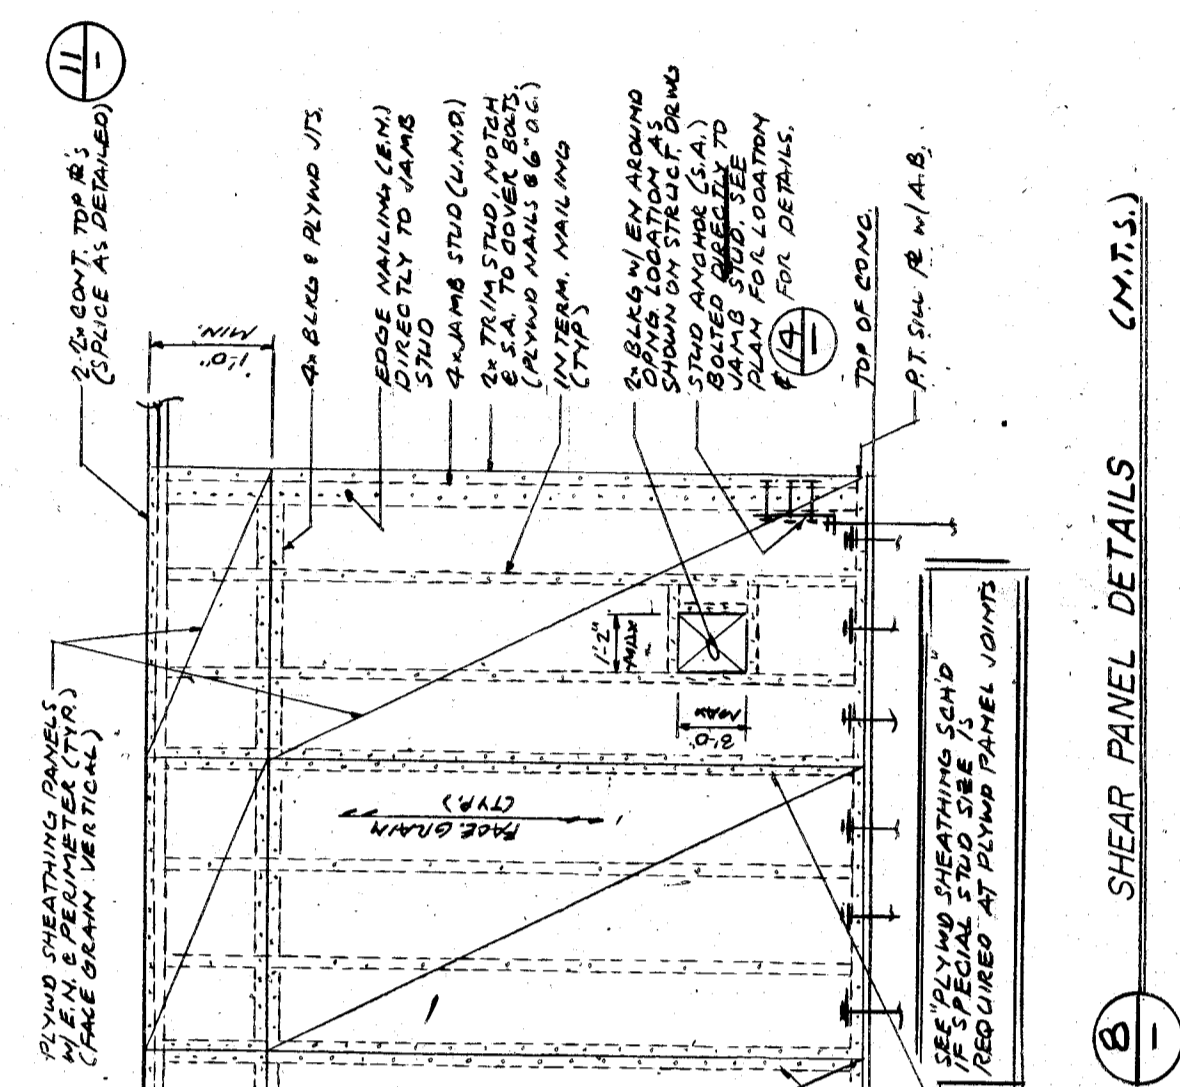 PLYWD SHEATHING PANELS
W/ E.N. @ PERIMETER (TYP.)
(FACE GRAIN VERTICAL)
2-2x CONT. TOP PL'S
(SPLICE AS DETAILED)
11
-
1'-0"
MIN.
4x BLKG @ PLYWD JTS.
EDGE NAILING (E.N.)
DIRECTLY TO JAMB
STUD
4x JAMB STUD (U.N.O.)
2x TRIM STUD, NOTCH
@ S.A. TO COVER BOLTS.
(PLYWD NAILS @ 6" O.C.)
INTERM. NAILING
(TYP)
2x BLKG W/ EN AROUND
OPNG. LOCATION AS
SHOWN ON STRUCT. DRWG
STUD ANCHOR (S.A.)
BOLTED DIRECTLY TO
JAMB STUD. SEE
PLAN FOR LOCATION
& 14 FOR DETAILS.
-
TOP OF CONC.
P.T. SILL PL W/ A.B.
FACE GRAIN
(TYP.)
1'-2"
MAX
3'-0"
MAX
SEE "PLYWD SHEATHING SCH'D"
IF SPECIAL STUD SIZE IS
REQUIRED AT PLYWD PANEL JOINTS
8
-
SHEAR PANEL DETAILS (N.T.S.)